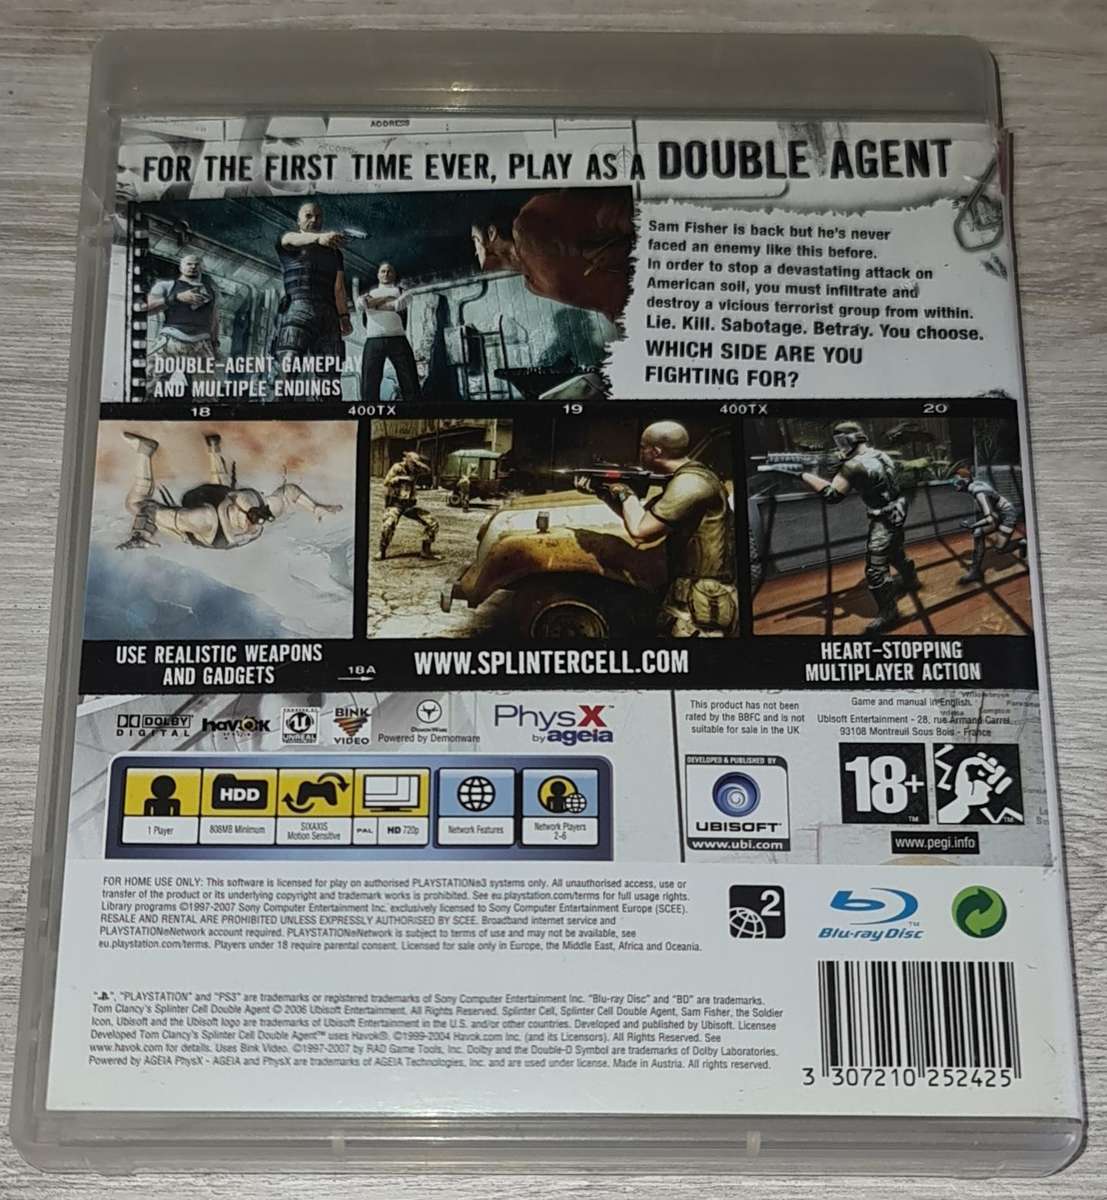 ADDRESS
FOR THE FIRST TIME EVER, PLAY AS A DOUBLE AGENT
Sam Fisher is back but he's never
faced an enemy like this before.
In order to stop a devastating attack on
American soil, you must infiltrate and
destroy a vicious terrorist group from within.
Lie. Kill. Sabotage. Betray. You choose.
WHICH SIDE ARE YOU
FIGHTING FOR?
DOUBLE-AGENT GAMEPLAY
AND MULTIPLE ENDINGS
18 400TX 19 400TX 20
USE REALISTIC WEAPONS
AND GADGETS
18A
WWW.SPLINTERCELL.COM
HEART-STOPPING
MULTIPLAYER ACTION
DOLBY
DIGITAL
havok
UNREAL
BINK
VIDEO
DEMONWARE
Powered by Demonware
PhysX™
by ageia
This product has not been
rated by the BBFC and is not
suitable for sale in the UK
Game and manual in English.
Ubisoft Entertainment - 28, rue Armand Carrel
93108 Montreuil Sous Bois - France
1 Player
HDD
808MB Minimum
SIXAXIS
Motion Sensitive
PAL
HD 720p
Network Features
Network Players
2-6
DEVELOPED & PUBLISHED BY
UBISOFT
www.ubi.com
18+
TM
TM
www.pegi.info
FOR HOME USE ONLY: This software is licensed for play on authorised PLAYSTATION®3 systems only. All unauthorised access, use or
transfer of the product or its underlying copyright and trademark works is prohibited. See eu.playstation.com/terms for full usage rights.
Library programs ©1997-2007 Sony Computer Entertainment Inc. exclusively licensed to Sony Computer Entertainment Europe (SCEE).
RESALE AND RENTAL ARE PROHIBITED UNLESS EXPRESSLY AUTHORISED BY SCEE. Broadband internet service and
PLAYSTATION®Network account required. PLAYSTATION®Network is subject to terms of use and may not be available, see
eu.playstation.com/terms. Players under 18 require parental consent. Licensed for sale only in Europe, the Middle East, Africa and Oceania.
2
Blu-ray Disc
", "PLAYSTATION" and "PS3" are trademarks or registered trademarks of Sony Computer Entertainment Inc. "Blu-ray Disc" and "BD" are trademarks.
Tom Clancy's Splinter Cell Double Agent © 2006 Ubisoft Entertainment. All Rights Reserved. Splinter Cell, Splinter Cell Double Agent, Sam Fisher, the Soldier
Icon, Ubisoft and the Ubisoft logo are trademarks of Ubisoft Entertainment in the U.S. and/or other countries. Developed and published by Ubisoft. Licensee
Developed Tom Clancy's Splinter Cell Double Agent™ uses Havok®. ©1999-2004 Havok.com Inc. (and its Licensors). All Rights Reserved. See
www.havok.com for details. Uses Bink Video. ©1997-2007 by RAD Game Tools, Inc. Dolby and the Double-D Symbol are trademarks of Dolby Laboratories.
Powered by AGEIA PhysX - AGEIA and PhysX are trademarks of AGEIA Technologies, Inc. and are used under license. Made in Austria. All rights reserved.
3 307210 252425